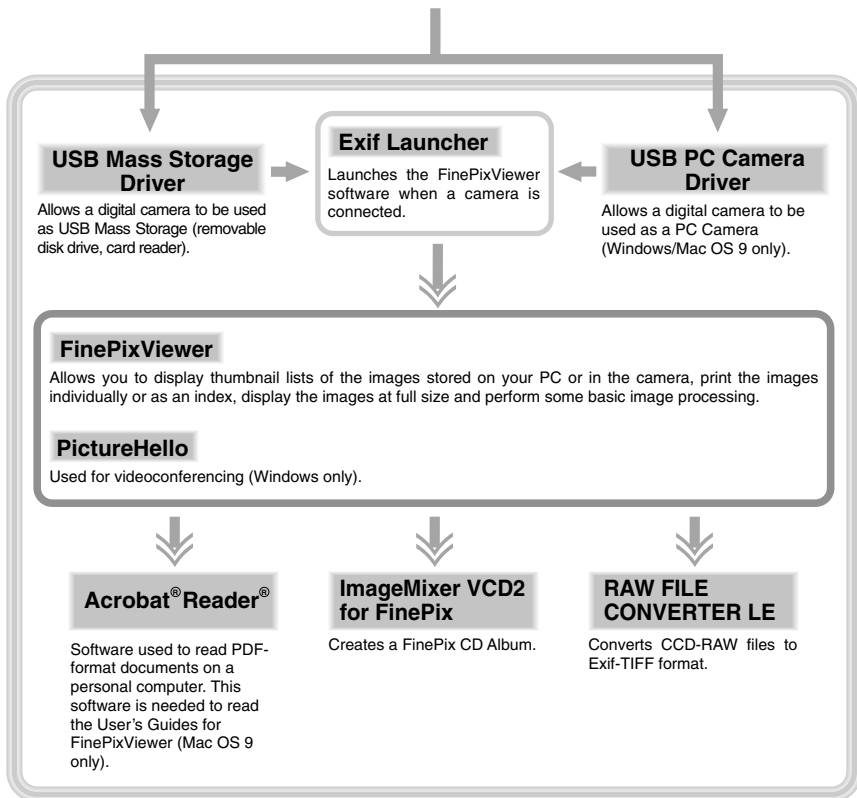 USB Mass Storage
Driver
Allows a digital camera to be used
as USB Mass Storage (removable
disk drive, card reader).
Exif Launcher
Launches the FinePixViewer
software when a camera is
connected.
USB PC Camera
Driver
Allows a digital camera to be
used as a PC Camera
(Windows/Mac OS 9 only).
FinePixViewer
Allows you to display thumbnail lists of the images stored on your PC or in the camera, print the images
individually or as an index, display the images at full size and perform some basic image processing.
PictureHello
Used for videoconferencing (Windows only).
Acrobat® Reader®
Software used to read PDF-
format documents on a
personal computer. This
software is needed to read
the User’s Guides for
FinePixViewer (Mac OS 9
only).
ImageMixer VCD2
for FinePix
Creates a FinePix CD Album.
RAW FILE
CONVERTER LE
Converts CCD-RAW files to
Exif-TIFF format.